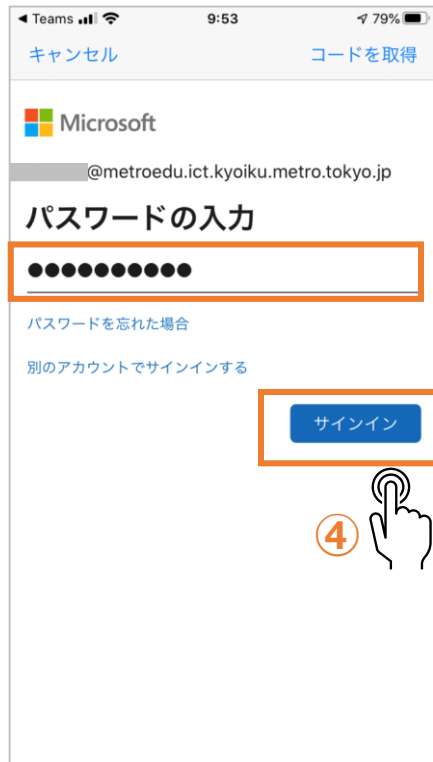 ◀ Teams 9:53 79%
キャンセル コードを取得
Microsoft
@metroedu.ict.kyoiku.metro.tokyo.jp
パスワードの入力
●●●●●●●●●●
パスワードを忘れた場合
別のアカウントでサインインする
サインイン
④